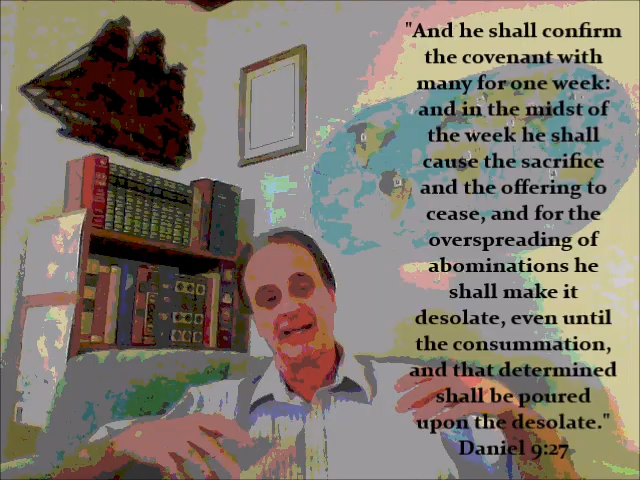 "And he shall confirm
the covenant with
many for one week:
and in the midst of
the week he shall
cause the sacrifice
and the offering to
cease, and for the
overspreading of
abominations he
shall make it
desolate, even until
the consummation,
and that determined
shall be poured
upon the desolate."
Daniel 9:27